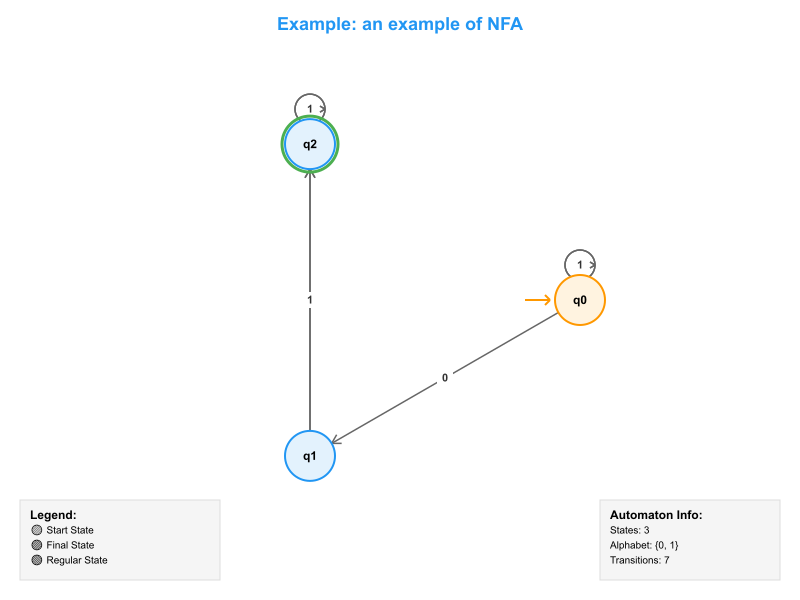 Example: an example of NFA
1
q2
1
1
q0
0
q1
Legend:
Start State
Final State
Regular State
Automaton Info:
States: 3
Alphabet: {0, 1}
Transitions: 7